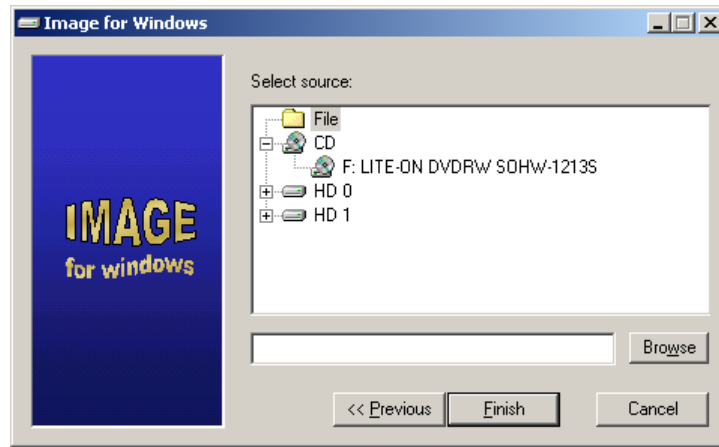 Image for Windows
Select source:
File
CD
F: LITE-ON DVDRW SOHW-1213S
HD 0
HD 1
IMAGE
for windows
Browse
<< Previous
Finish
Cancel